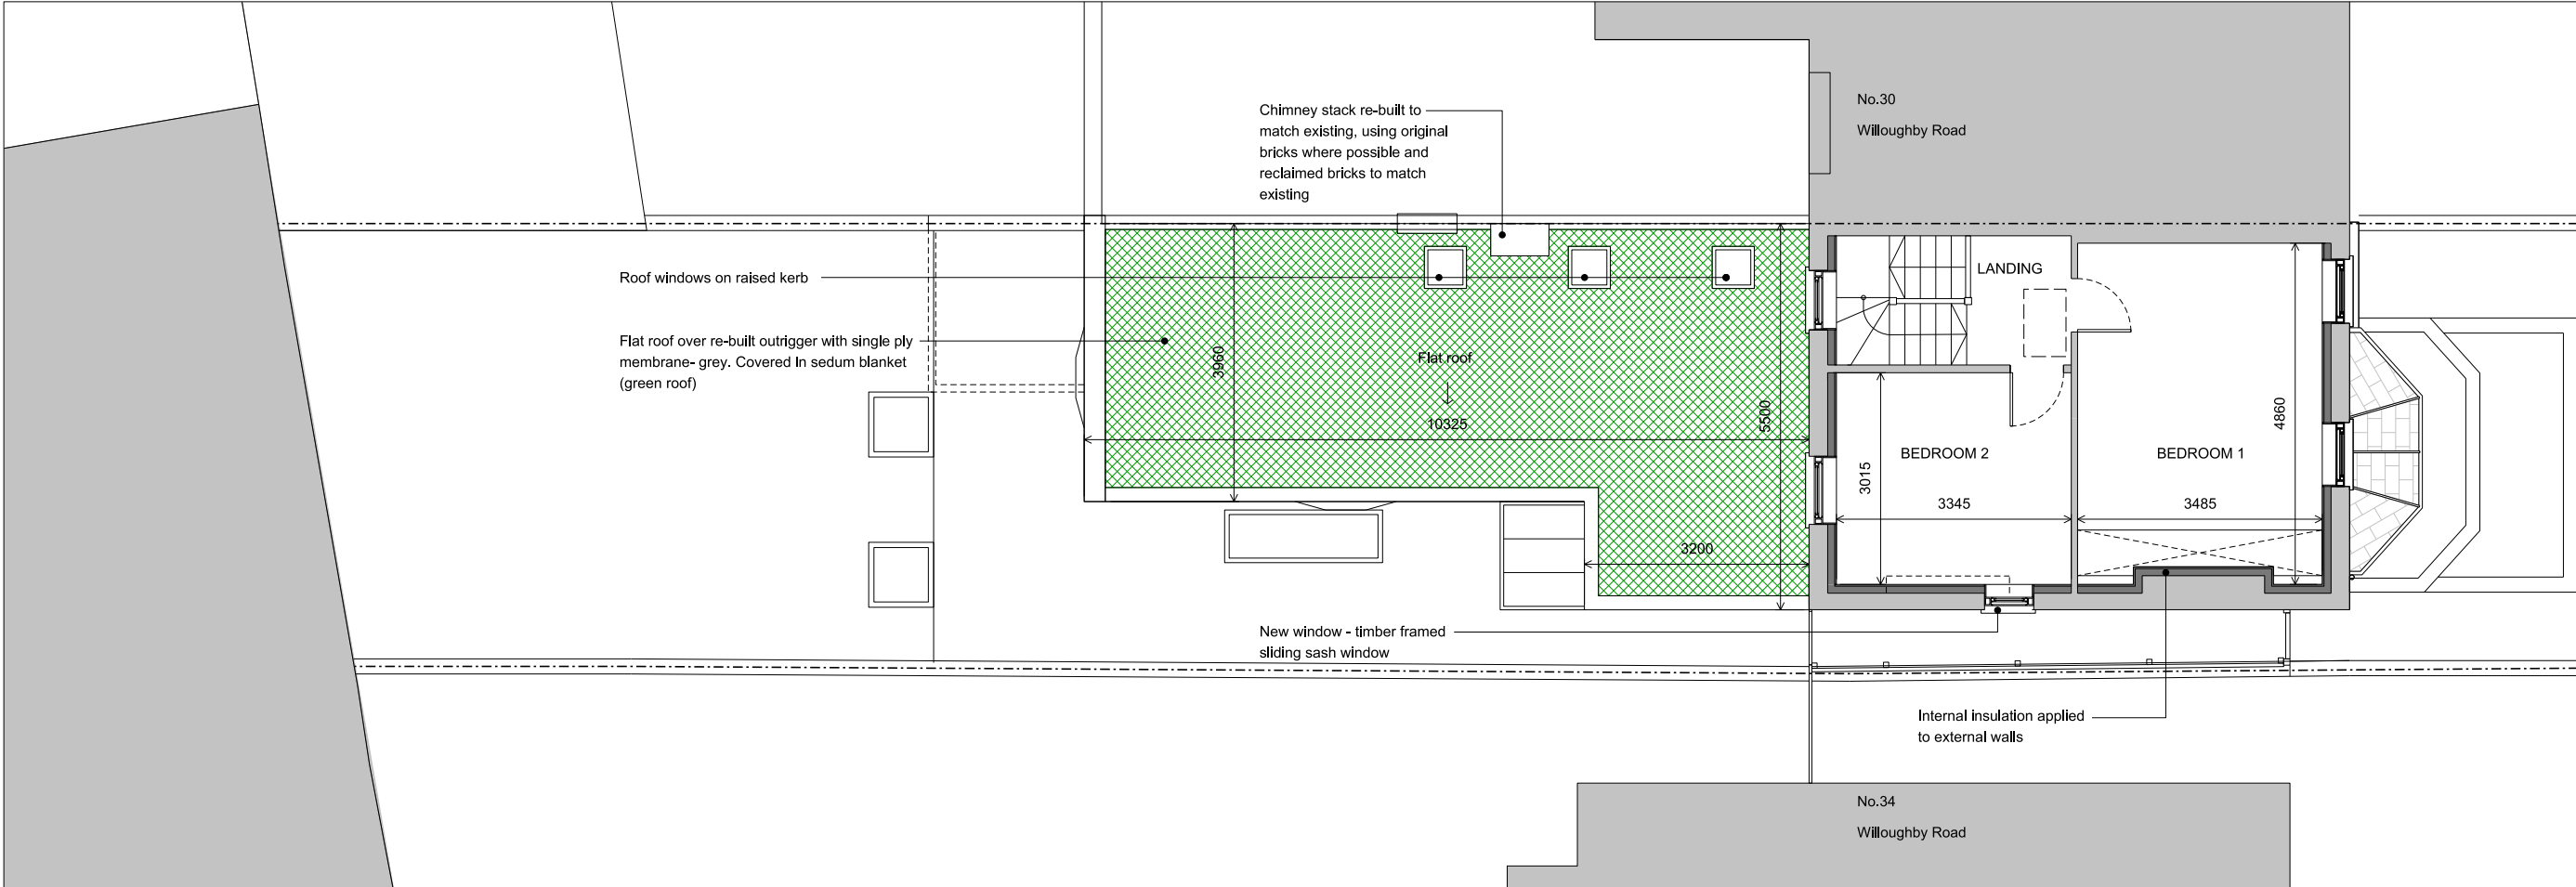 No.30
Willoughby Road
Chimney stack re-built to
match existing, using original
bricks where possible and
reclaimed bricks to match
existing
Roof windows on raised kerb
LANDING
Flat roof over re-built outrigger with single ply
membrane- grey. Covered In sedum blanket
(green roof)
3960
Flat roof
10325
5500
4860
BEDROOM 2
BEDROOM 1
3015
3345
3485
3200
New window - timber framed
sliding sash window
Internal insulation applied
to external walls
No.34
Willoughby Road